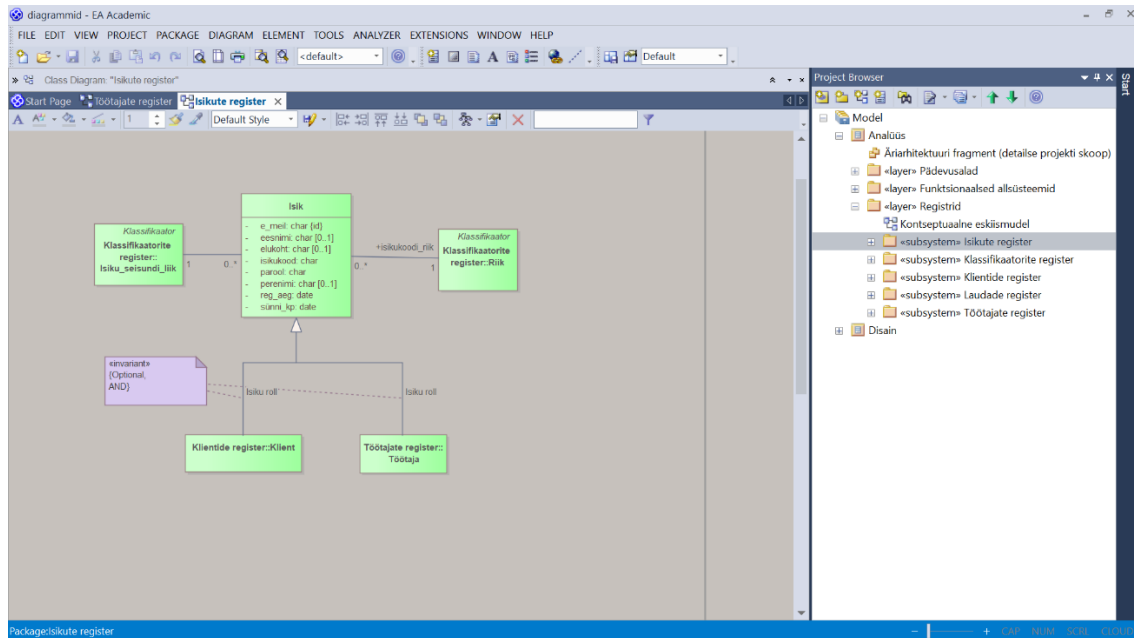 diagrammid - EA Academic
FILE EDIT VIEW PROJECT PACKAGE DIAGRAM ELEMENT TOOLS ANALYZER EXTENSIONS WINDOW HELP
<default>
Default
Class Diagram: "Isikute register"
Start Page Töötajate register Isikute register
1 Default Style
Isik
- e_meil: char {id}
- eesnimi: char [0..1]
- elukoht: char [0..1]
- isikukood: char
- parool: char
- perenimi: char [0..1]
- reg_aeg: date
- sünni_kp: date
Klassifikaator
Klassifikaatorite
register::
Isiku_seisundi_liik
1
0..*
+isikukoodi_riik
0..*
1
Klassifikaator
Klassifikaatorite
register::Riik
«invariant»
{Optional,
AND}
Isiku roll
Isiku roll
Klientide register::Klient
Töötajate register::
Töötaja
Project Browser
Model
Analüüs
Äriarhitektuuri fragment (detailse projekti skoop)
«layer» Pädevusalad
«layer» Funktsionaalsed allsüsteemid
«layer» Registrid
Kontseptuaalne eskiismudel
«subsystem» Isikute register
«subsystem» Klassifikaatorite register
«subsystem» Klientide register
«subsystem» Laudade register
«subsystem» Töötajate register
Disain
Start
Package:Isikute register
CAP NUM SCRL CLOUD